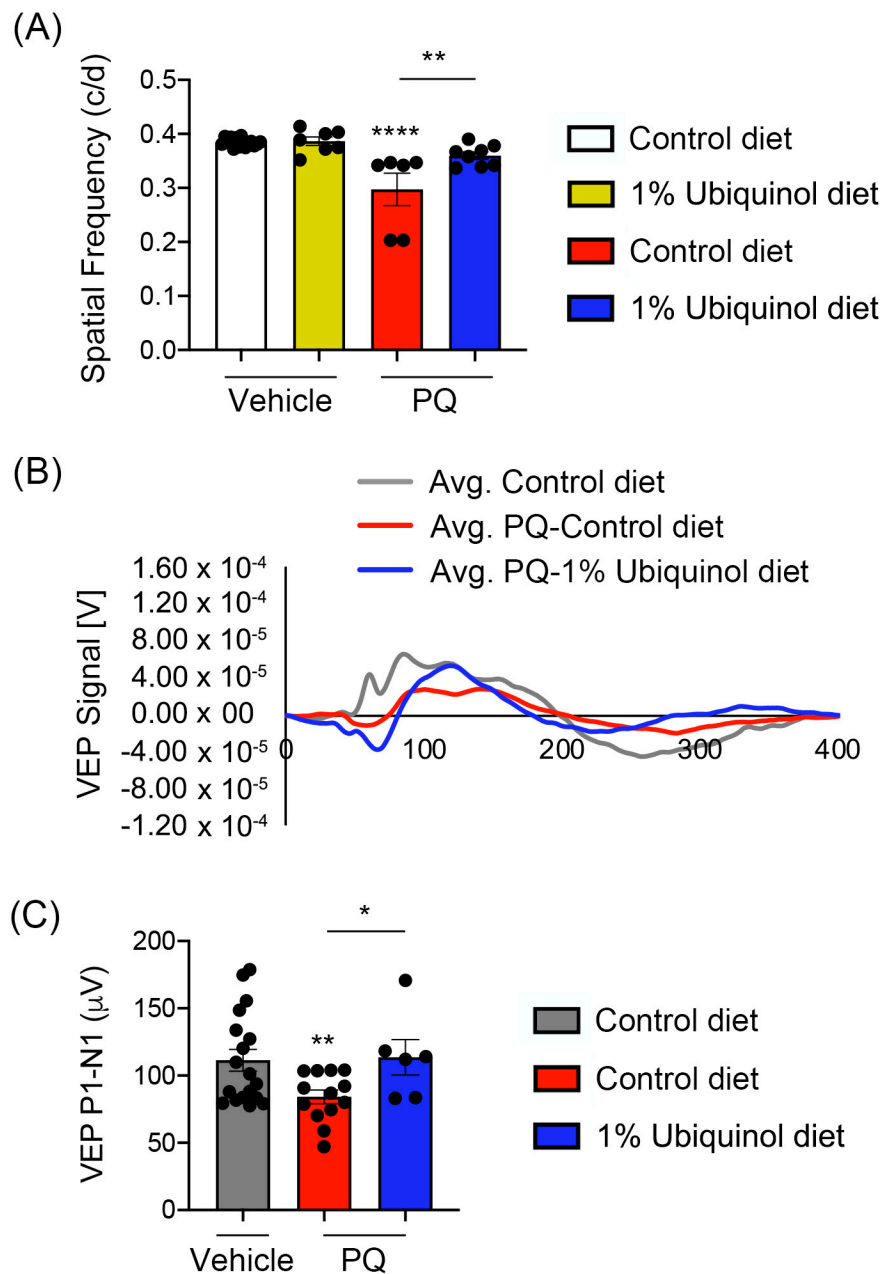 (A)
Spatial Frequency (c/d)
0.5
0.4
0.3
0.2
0.1
0.0
**
****
Vehicle
PQ
Control diet
1% Ubiquinol diet
Control diet
1% Ubiquinol diet
(B)
Avg. Control diet
Avg. PQ-Control diet
Avg. PQ-1% Ubiquinol diet
VEP Signal [V]
1.60 x 10⁻⁴
1.20 x 10⁻⁴
8.00 x 10⁻⁵
4.00 x 10⁻⁵
0.00 x 00
-4.00 x 10⁻⁵
-8.00 x 10⁻⁵
-1.20 x 10⁻⁴
0 100 200 300 400
(C)
VEP P1-N1 (μV)
200
150
100
50
0
*
**
Vehicle
PQ
Control diet
Control diet
1% Ubiquinol diet